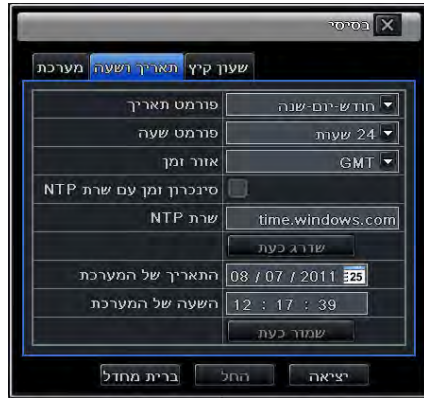 בסיסי
מערכת תאריך ושעה שעון קיץ
פורמט תאריך חודש-יום-שנה
פורמט שעה 24 שעות
אזור זמן GMT
סינכרון זמן עם שרת NTP
שרת NTP time.windows.com
שדרג כעת
התאריך של המערכת 08 / 07 / 2011 25
השעה של המערכת 12 : 17 : 39
שמור כעת
ברית מחדל החל יציאה